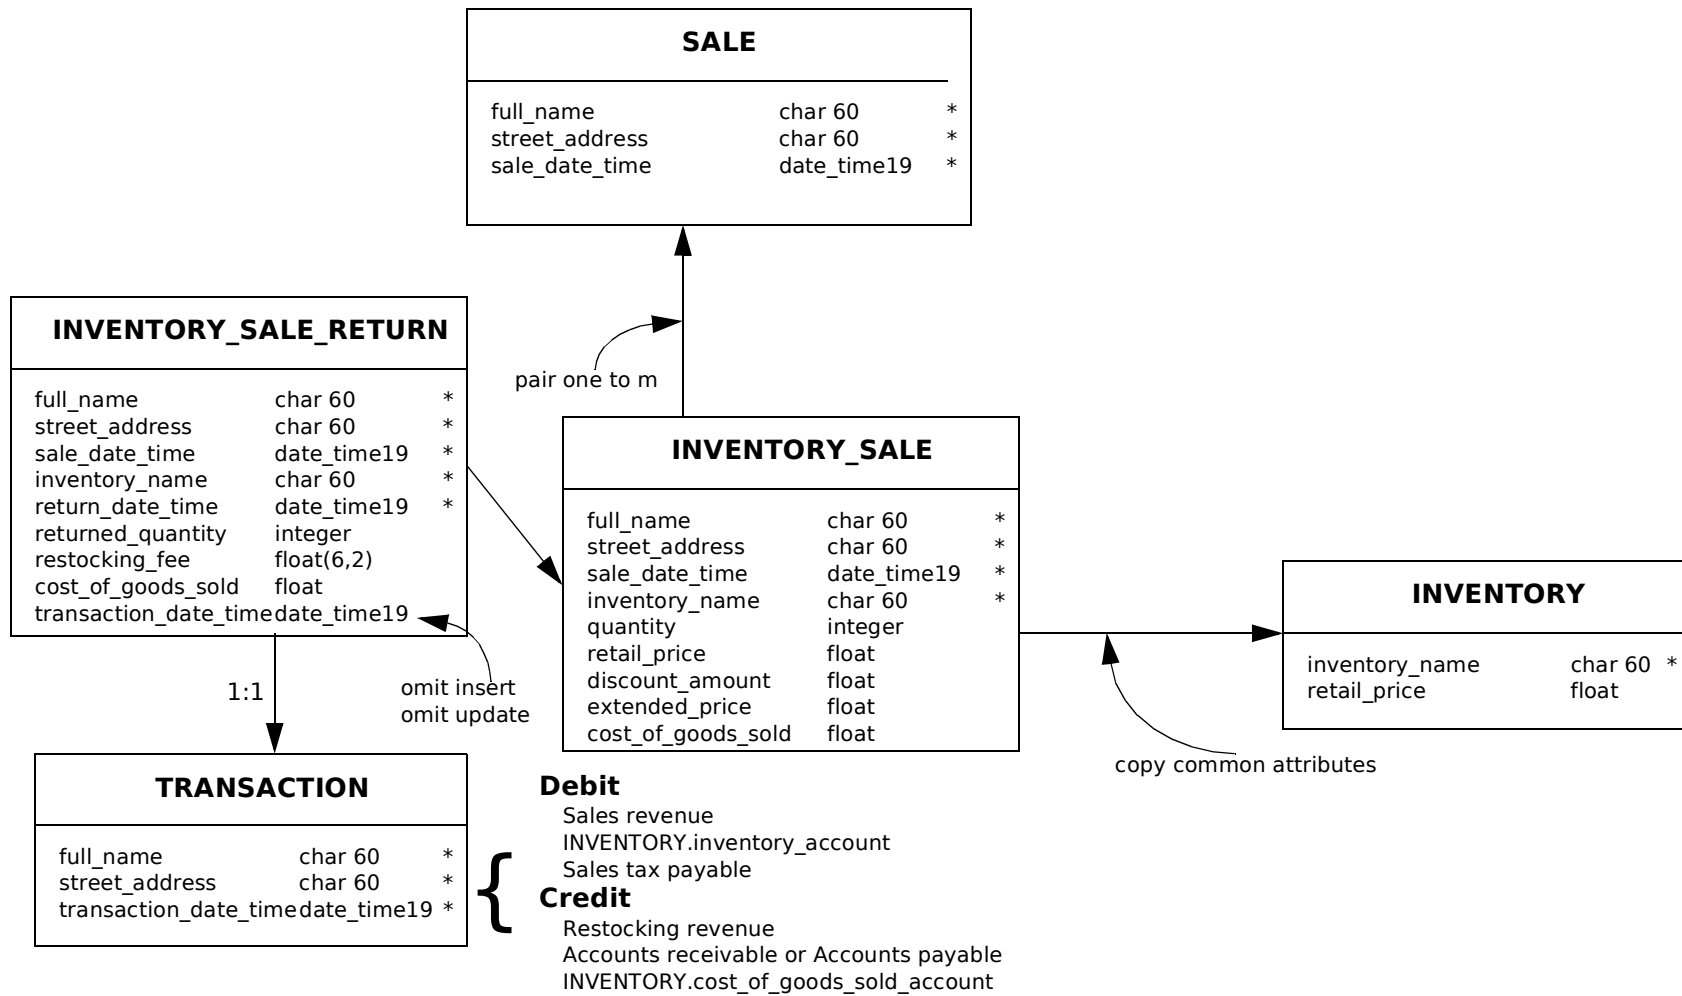 SALE
full_name char 60 *
street_address char 60 *
sale_date_time date_time19 *
INVENTORY_SALE_RETURN
full_name char 60 *
street_address char 60 *
sale_date_time date_time19 *
inventory_name char 60 *
return_date_time date_time19 *
returned_quantity integer
restocking_fee float(6,2)
cost_of_goods_sold float
transaction_date_time date_time19
pair one to m
INVENTORY_SALE
full_name char 60 *
street_address char 60 *
sale_date_time date_time19 *
inventory_name char 60 *
quantity integer
retail_price float
discount_amount float
extended_price float
cost_of_goods_sold float
INVENTORY
inventory_name char 60 *
retail_price float
1:1
omit insert
omit update
copy common attributes
TRANSACTION
full_name char 60 *
street_address char 60 *
transaction_date_time date_time19 *
{
Debit
Sales revenue
INVENTORY.inventory_account
Sales tax payable
Credit
Restocking revenue
Accounts receivable or Accounts payable
INVENTORY.cost_of_goods_sold_account